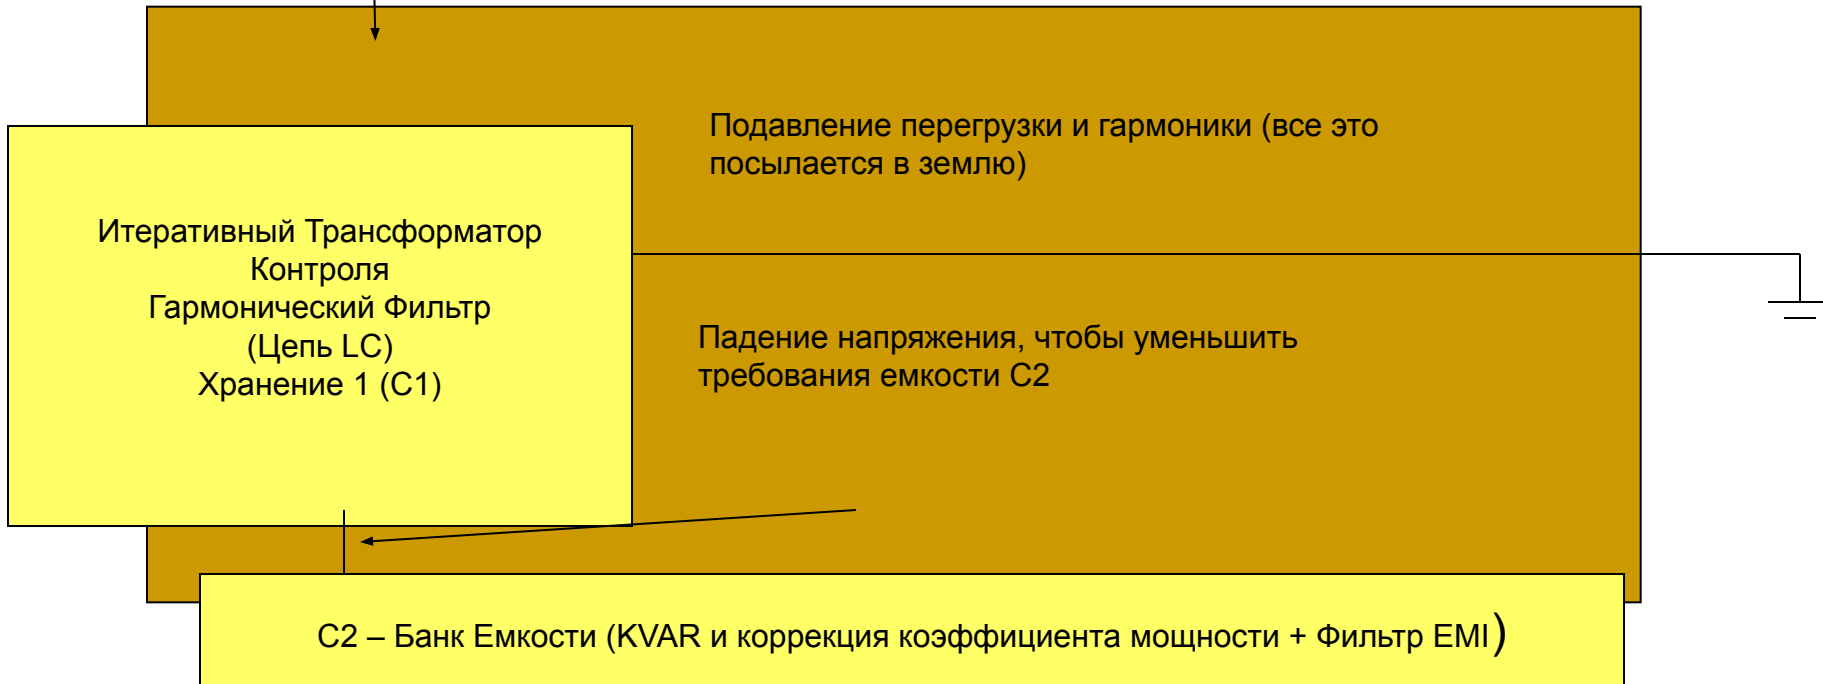 Подавление перегрузки и гармоники (все это
посылается в землю)
Итеративный Трансформатор
Контроля
Гармонический Фильтр
(Цепь LC)
Хранение 1 (C1)
Падение напряжения, чтобы уменьшить
требования емкости C2
C2 – Банк Емкости (KVAR и коррекция коэффициента мощности + Фильтр EMI)